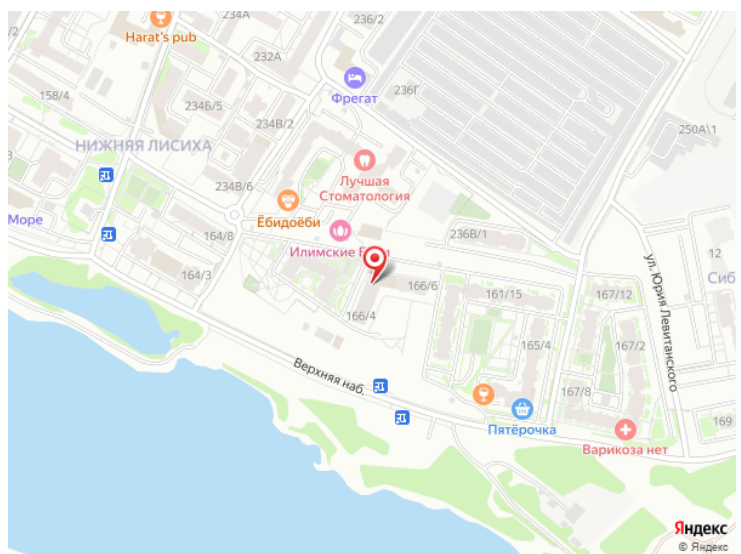 234А
236/2
Harat's pub
232А
Фрегат
236Г
158/4
234Б/5
234В/2
250А\1
НИЖНЯЯ ЛИСИХА
Лучшая
Стоматология
234В/6
Ёбидоёби
Море
164/8
Илимские
236В/1
12
164/3
166/6
161/15
167/12
Сиб
ул. Юрия Левитанского
166/4
165/4
167/2
Верхняя наб.
167/8
169
Пятёрочка
Варикоза нет
Яндекс
© Яндекс